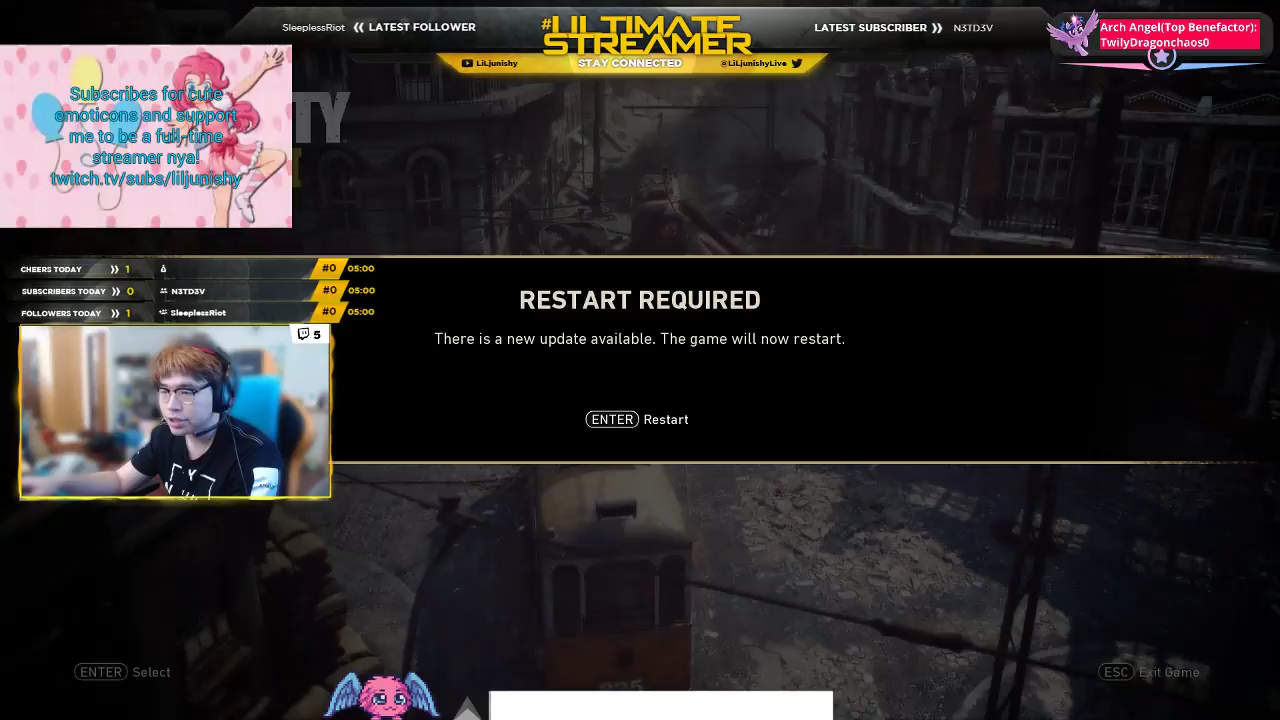 SleeplessRiot LATEST FOLLOWER
#ULTIMATE
STREAMER
LATEST SUBSCRIBER N3TD3V
Arch Angel(Top Benefactor):
TwilyDragonchaos0
LiLjunishy STAY CONNECTED @LiLjunishyLive
Subscribes for cute
emoticons and support
me to be a full-time
streamer nya!
twitch.tv/subs/liljunishy
TY
CHEERS TODAY 1 #0 05:00
SUBSCRIBERS TODAY 0 N3TD3V #0 05:00
FOLLOWERS TODAY 1 SleeplessRiot #0 05:00
5
RESTART REQUIRED
There is a new update available. The game will now restart.
ENTER Restart
ENTER Select
ESC Exit Game